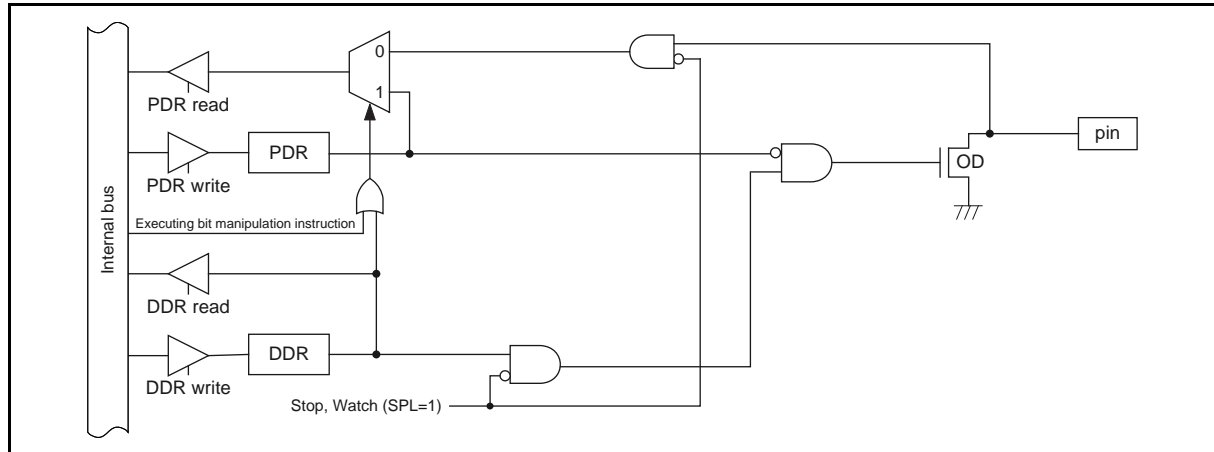 0
PDR read
1
PDR
pin
OD
PDR write
Internal bus
Executing bit manipulation instruction
DDR read
DDR
DDR write
Stop, Watch (SPL=1)